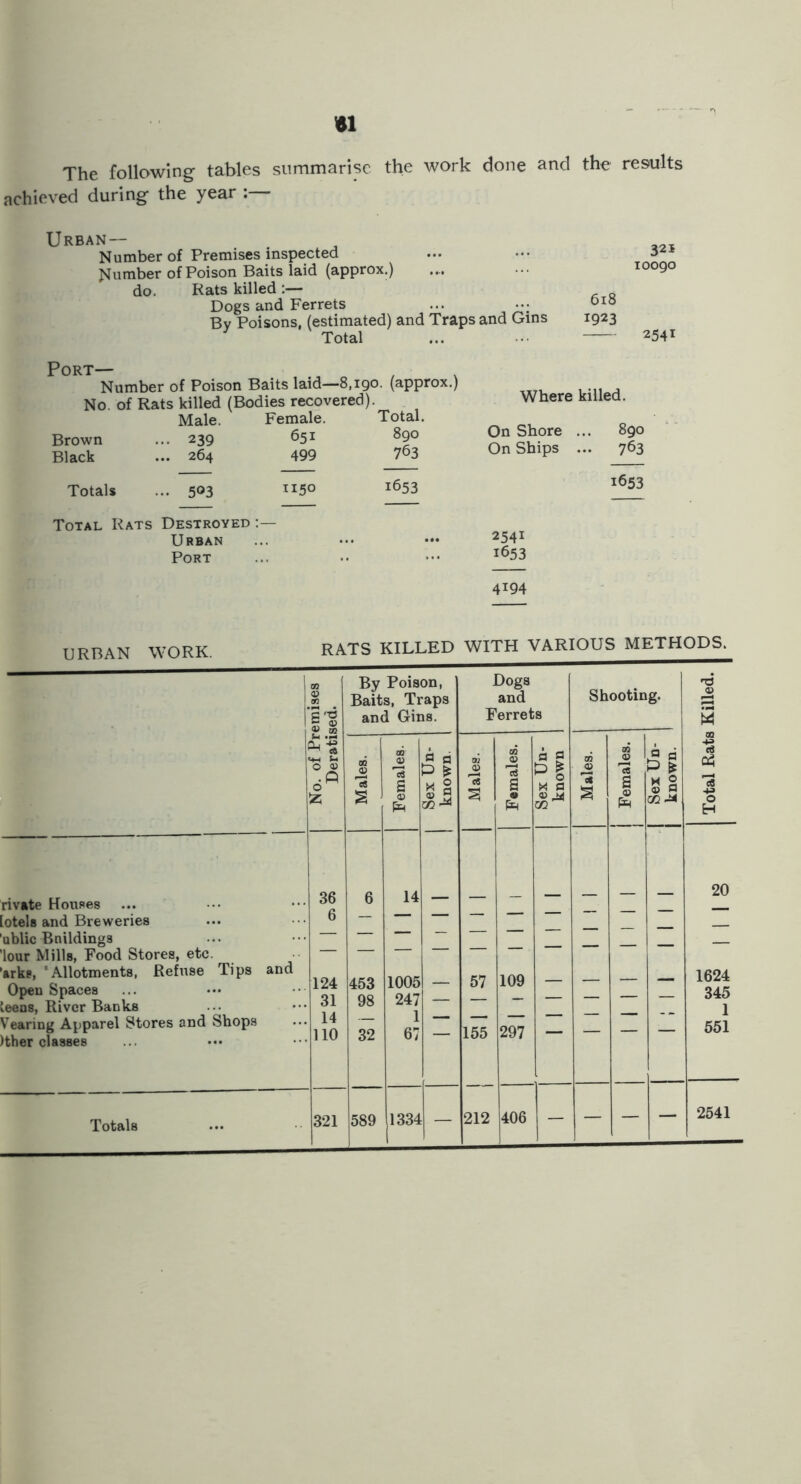 81
The following tables summarise the work done and the results
achieved during the year :—
URBAN—
Number of Premises inspected ... ... 321
Number of Poison Baits laid (approx.) ... ... 10090
do. Rats killed :—
Dogs and Ferrets ... ... 618
By Poisons, (estimated) and Traps and Gins 1923
Total ... ... —— 2541
PORT—
Number of Poison Baits laid—8,190. (approx.)
No. of Rats killed (Bodies recovered). Where killed.
Male. Female. Total.
Brown ... 239 651 890 On Shore ... 890
Black ... 264 499 763 On Ships ... 763
Totals ... 503 1150 1653 1653
TOTAL RATS DESTROYED :—
URBAN ... ... ... 2541
PORT ... .. ... 1653
4194
URBAN WORK. RATS KILLED WITH VARIOUS METHODS.
No. of Premises Deratised. By Poison, Baits, Traps and Gins. Dogs and Ferrets Shooting. Total Rats Killed.
Males. Females. Sex Un-known. Males. Females. Sex Un-known Males. Females. Sex Un-known.
rivate Houses ... ... ... 36 6 14 — — — — — — — 20
lotels and Breweries ... ... 6 — — — — — — — — — —
'ublic Buildings ... ... — — — — — — — — — — —
'lour Mills, Food Stores, etc. .. — — — — — — — — — — —
'arks, Allotments, Refuse Tips and
Open Spaces ... ... ... 124 453 1005 — 57 109 — — — — 1624
eens, River Banks ... ... 31 98 247 — — — — — — — 345
Vearing Apparel Stores and Shops ... 14 — 1 — — — — — — -- 1
)ther classes ... ... ... 110 32 67 — 155 297 — — — — 551
Totals ... .. 321 589 1334 — 212 406 — — — — 2541